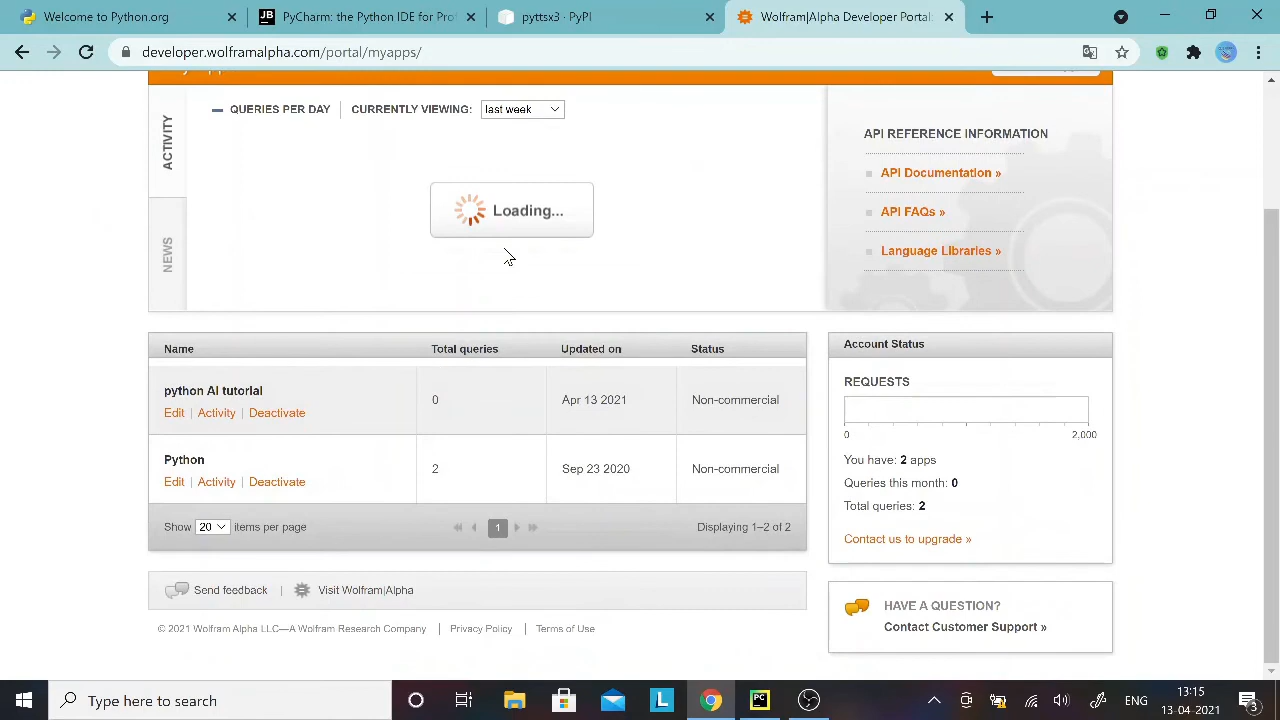 Welcome to Python.org
PyCharm: the Python IDE for Prof
pyttsx3 · PyPI
Wolfram|Alpha Developer Portal:
developer.wolframalpha.com/portal/myapps/
QUERIES PER DAY
CURRENTLY VIEWING:
last week
ACTIVITY
NEWS
Loading...
API REFERENCE INFORMATION
API Documentation »
API FAQs »
Language Libraries »
Name Total queries Updated on Status
python AI tutorial
Edit | Activity | Deactivate
0
Apr 13 2021
Non-commercial
Python
Edit | Activity | Deactivate
2
Sep 23 2020
Non-commercial
Show 20 items per page
1
Displaying 1–2 of 2
Account Status
REQUESTS
0 2,000
You have: 2 apps
Queries this month: 0
Total queries: 2
Contact us to upgrade »
Send feedback | Visit Wolfram|Alpha
HAVE A QUESTION?
Contact Customer Support »
© 2021 Wolfram Alpha LLC—A Wolfram Research Company | Privacy Policy | Terms of Use
Type here to search
ENG
13:15
13-04-2021
3